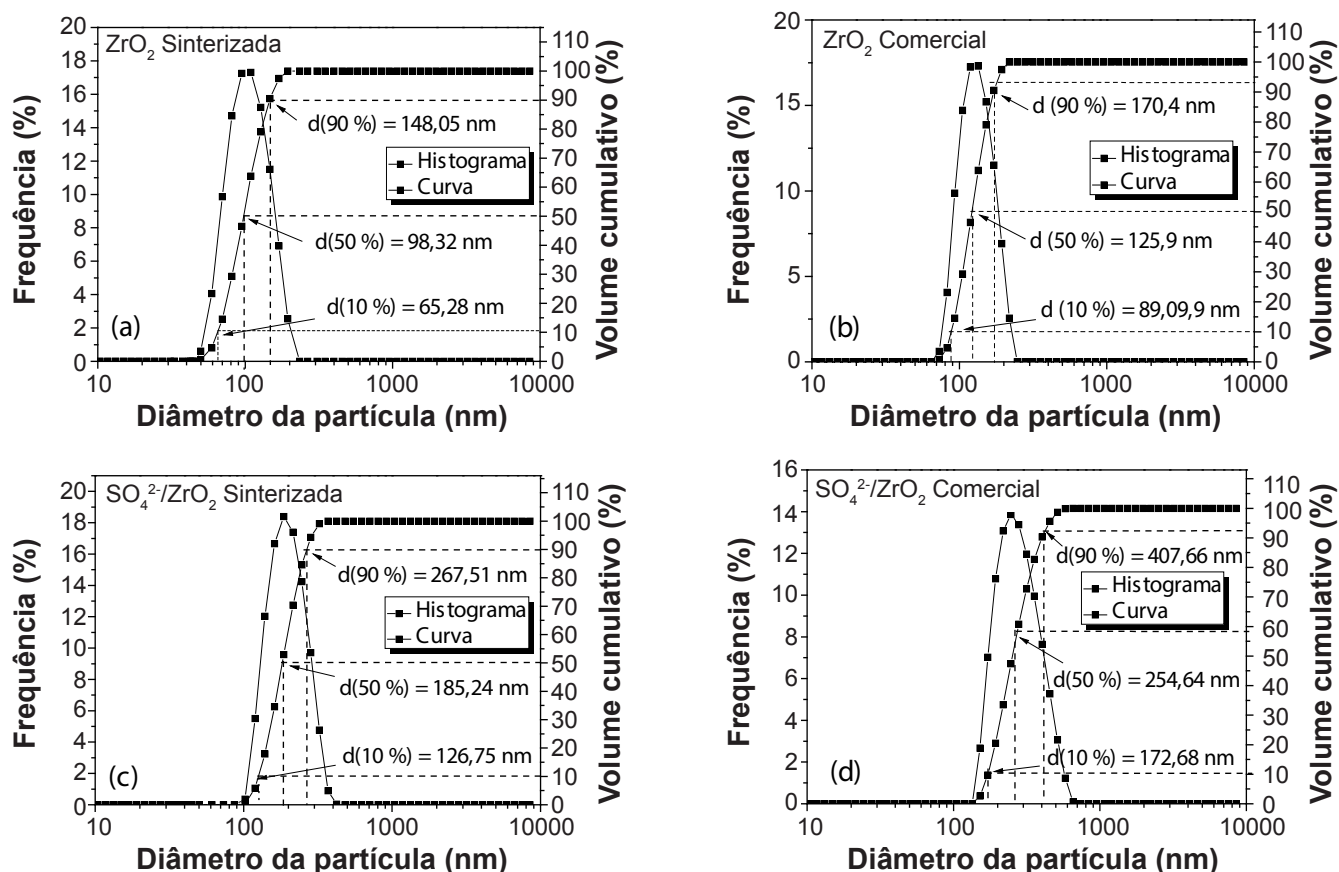 20
18
16
14
12
10
8
6
4
2
0
Frequência (%)
ZrO2 Sinterizada
d(90 %) = 148,05 nm
Histograma
Curva
d(50 %) = 98,32 nm
d(10 %) = 65,28 nm
(a)
110
100
90
80
70
60
50
40
30
20
10
0
Volume cumulativo (%)
10 100 1000 10000
Diâmetro da partícula (nm)
20
15
10
5
0
Frequência (%)
ZrO2 Comercial
d (90 %) = 170,4 nm
Histograma
Curva
d (50 %) = 125,9 nm
d (10 %) = 89,09,9 nm
(b)
110
100
90
80
70
60
50
40
30
20
10
0
Volume cumulativo (%)
10 100 1000 10000
Diâmetro da partícula (nm)
20
18
16
14
12
10
8
6
4
2
0
Frequência (%)
SO4 2-/ZrO2 Sinterizada
d(90 %) = 267,51 nm
Histograma
Curva
d(50 %) = 185,24 nm
d(10 %) = 126,75 nm
(c)
110
100
90
80
70
60
50
40
30
20
10
0
Volume cumulativo (%)
10 100 1000 10000
Diâmetro da partícula (nm)
16
14
12
10
8
6
4
2
0
Frequência (%)
SO4 2-/ZrO2 Comercial
d(90 %) = 407,66 nm
Histograma
Curva
d(50 %) = 254,64 nm
d(10 %) = 172,68 nm
(d)
110
100
90
80
70
60
50
40
30
20
10
0
Volume cumulativo (%)
10 100 1000 10000
Diâmetro da partícula (nm)